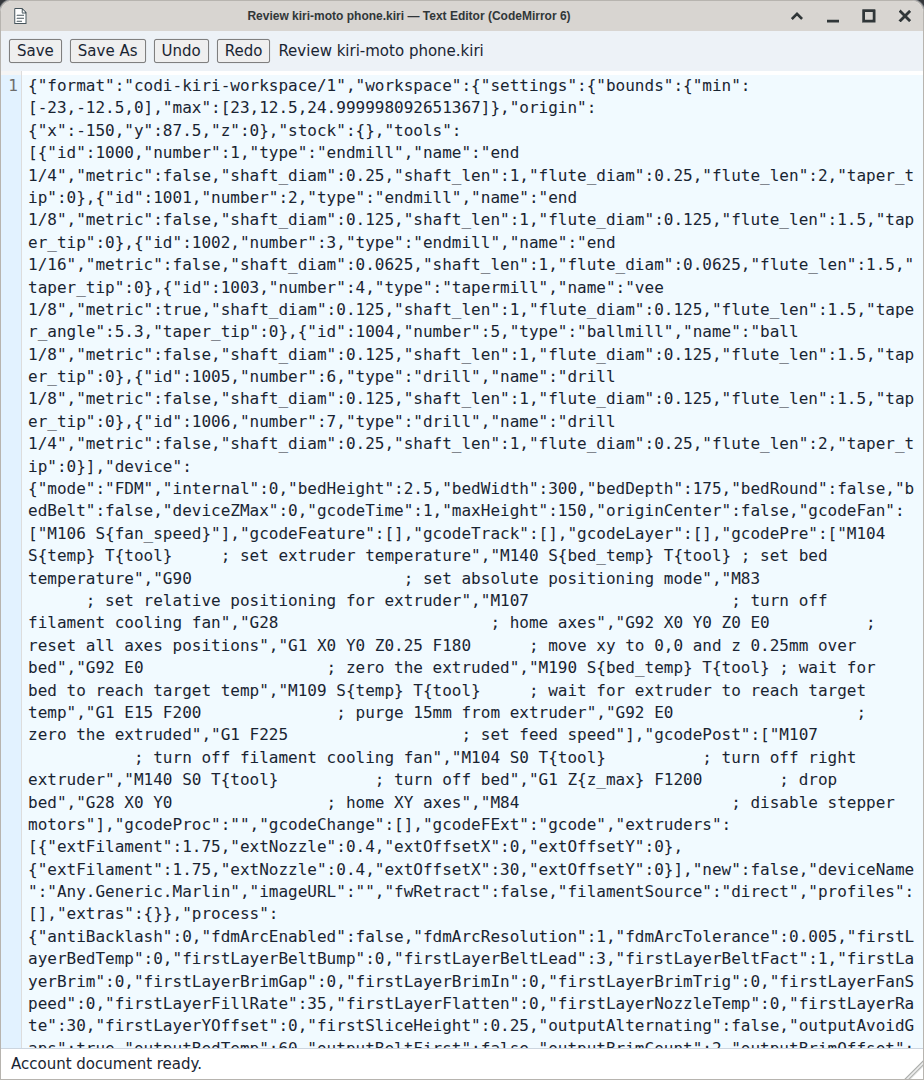 Review kiri-moto phone.kiri — Text Editor (CodeMirror 6)
Save Save As Undo Redo Review kiri-moto phone.kiri
1 {"format":"codi-kiri-workspace/1","workspace":{"settings":{"bounds":{"min":
[-23,-12.5,0],"max":[23,12.5,24.999998092651367]},"origin":
{"x":-150,"y":87.5,"z":0},"stock":{},"tools":
[{"id":1000,"number":1,"type":"endmill","name":"end
1/4","metric":false,"shaft_diam":0.25,"shaft_len":1,"flute_diam":0.25,"flute_len":2,"taper_t
ip":0},{"id":1001,"number":2,"type":"endmill","name":"end
1/8","metric":false,"shaft_diam":0.125,"shaft_len":1,"flute_diam":0.125,"flute_len":1.5,"tap
er_tip":0},{"id":1002,"number":3,"type":"endmill","name":"end
1/16","metric":false,"shaft_diam":0.0625,"shaft_len":1,"flute_diam":0.0625,"flute_len":1.5,"
taper_tip":0},{"id":1003,"number":4,"type":"tapermill","name":"vee
1/8","metric":true,"shaft_diam":0.125,"shaft_len":1,"flute_diam":0.125,"flute_len":1.5,"tape
r_angle":5.3,"taper_tip":0},{"id":1004,"number":5,"type":"ballmill","name":"ball
1/8","metric":false,"shaft_diam":0.125,"shaft_len":1,"flute_diam":0.125,"flute_len":1.5,"tap
er_tip":0},{"id":1005,"number":6,"type":"drill","name":"drill
1/8","metric":false,"shaft_diam":0.125,"shaft_len":1,"flute_diam":0.125,"flute_len":1.5,"tap
er_tip":0},{"id":1006,"number":7,"type":"drill","name":"drill
1/4","metric":false,"shaft_diam":0.25,"shaft_len":1,"flute_diam":0.25,"flute_len":2,"taper_t
ip":0}],"device":
{"mode":"FDM","internal":0,"bedHeight":2.5,"bedWidth":300,"bedDepth":175,"bedRound":false,"b
edBelt":false,"deviceZMax":0,"gcodeTime":1,"maxHeight":150,"originCenter":false,"gcodeFan":
["M106 S{fan_speed}"],"gcodeFeature":[],"gcodeTrack":[],"gcodeLayer":[],"gcodePre":["M104
S{temp} T{tool}     ; set extruder temperature","M140 S{bed_temp} T{tool} ; set bed
temperature","G90                      ; set absolute positioning mode","M83
      ; set relative positioning for extruder","M107                     ; turn off
filament cooling fan","G28                      ; home axes","G92 X0 Y0 Z0 E0          ;
reset all axes positions","G1 X0 Y0 Z0.25 F180      ; move xy to 0,0 and z 0.25mm over
bed","G92 E0                   ; zero the extruded","M190 S{bed_temp} T{tool} ; wait for
bed to reach target temp","M109 S{temp} T{tool}     ; wait for extruder to reach target
temp","G1 E15 F200              ; purge 15mm from extruder","G92 E0                   ;
zero the extruded","G1 F225                  ; set feed speed"],"gcodePost":["M107
           ; turn off filament cooling fan","M104 S0 T{tool}          ; turn off right
extruder","M140 S0 T{tool}          ; turn off bed","G1 Z{z_max} F1200        ; drop
bed","G28 X0 Y0                ; home XY axes","M84                      ; disable stepper
motors"],"gcodeProc":"","gcodeChange":[],"gcodeFExt":"gcode","extruders":
[{"extFilament":1.75,"extNozzle":0.4,"extOffsetX":0,"extOffsetY":0},
{"extFilament":1.75,"extNozzle":0.4,"extOffsetX":30,"extOffsetY":0}],"new":false,"deviceName
":"Any.Generic.Marlin","imageURL":"","fwRetract":false,"filamentSource":"direct","profiles":
[],"extras":{}},"process":
{"antiBacklash":0,"fdmArcEnabled":false,"fdmArcResolution":1,"fdmArcTolerance":0.005,"firstL
ayerBedTemp":0,"firstLayerBeltBump":0,"firstLayerBeltLead":3,"firstLayerBeltFact":1,"firstLa
yerBrim":0,"firstLayerBrimGap":0,"firstLayerBrimIn":0,"firstLayerBrimTrig":0,"firstLayerFanS
peed":0,"firstLayerFillRate":35,"firstLayerFlatten":0,"firstLayerNozzleTemp":0,"firstLayerRa
te":30,"firstLayerYOffset":0,"firstSliceHeight":0.25,"outputAlternating":false,"outputAvoidG
aps":true,"outputBedTemp":60,"outputBeltFirst":false,"outputBrimCount":2,"outputBrimOffset":
Account document ready.